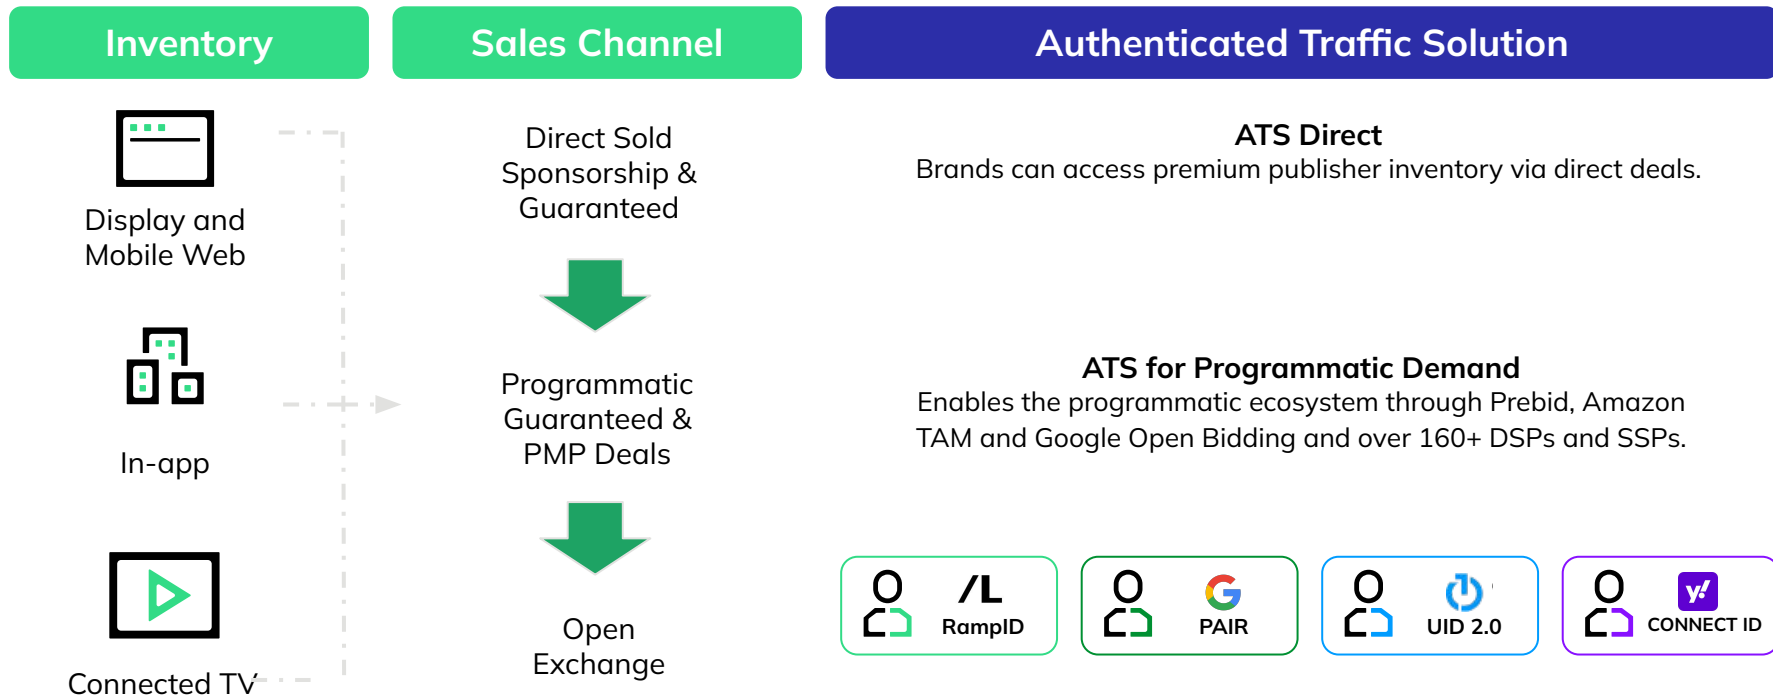 Inventory
Sales Channel
Authenticated Traffic Solution
Display and
Mobile Web
In-app
Connected TV
Direct Sold
Sponsorship &
Guaranteed
Programmatic
Guaranteed &
PMP Deals
Open
Exchange
ATS Direct
Brands can access premium publisher inventory via direct deals.
ATS for Programmatic Demand
Enables the programmatic ecosystem through Prebid, Amazon
TAM and Google Open Bidding and over 160+ DSPs and SSPs.
/L
RampID
G
PAIR
UID 2.0
y!
CONNECT ID